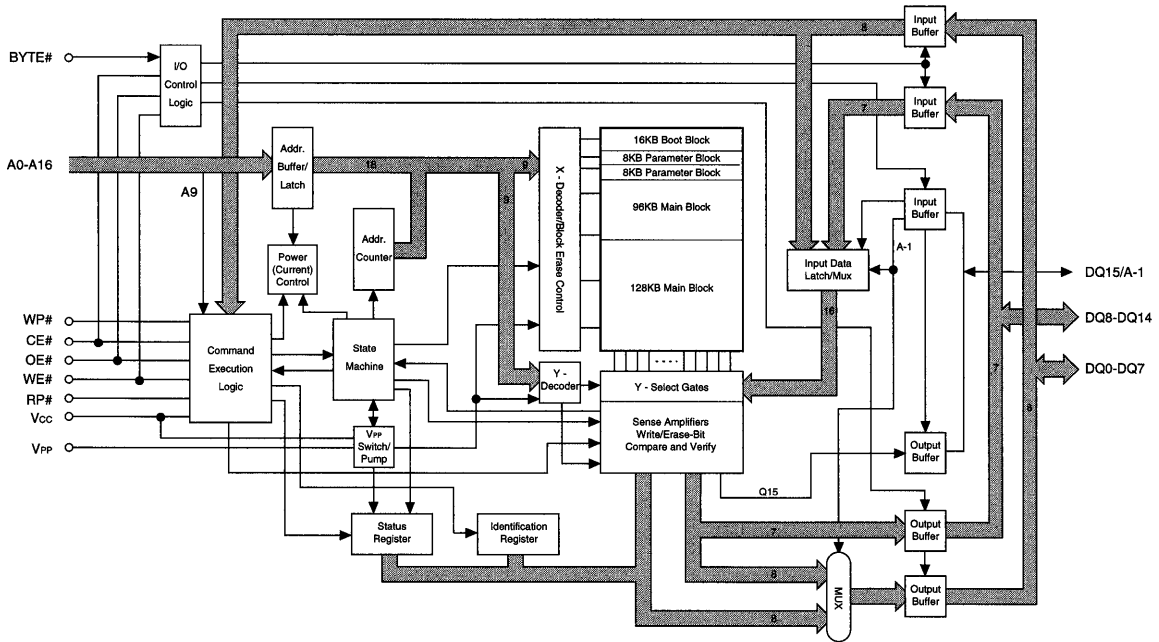 BYTE#
I/O
Control
Logic
8
Input
Buffer
7
Input
Buffer
A0-A16
A9
Addr.
Buffer/
Latch
18
9
9
X - Decoder/Block Erase Control
16KB Boot Block
8KB Parameter Block
8KB Parameter Block
96KB Main Block
128KB Main Block
Input
Buffer
A-1
Power
(Current)
Control
Addr.
Counter
Input Data
Latch/Mux
16
DQ15/A-1
DQ8-DQ14
DQ0-DQ7
WP#
CE#
OE#
WE#
RP#
VCC
VPP
Command
Execution
Logic
State
Machine
VPP
Switch/
Pump
Y -
Decoder
Y - Select Gates
Sense Amplifiers
Write/Erase-Bit
Compare and Verify
7
8
Output
Buffer
Q15
Status
Register
Identification
Register
7
Output
Buffer
8
8
MUX
Output
Buffer